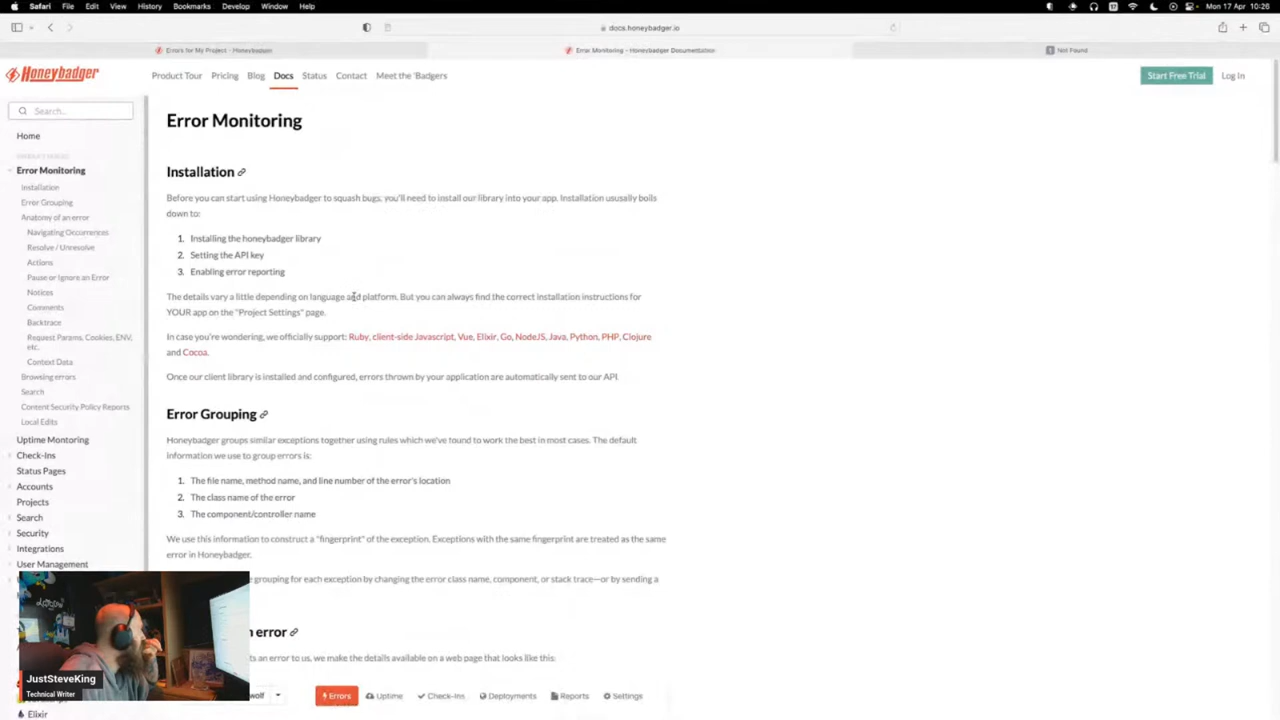 Safari File Edit View History Bookmarks Develop Window Help
Mon 17 Apr 10:26
docs.honeybadger.io
Errors for My Project - Honeybadger
Error Monitoring - Honeybadger Documentation
Not Found
Honeybadger
Product Tour Pricing Blog Docs Status Contact Meet the 'Badgers
Start Free Trial Log In
Search...
Home
Error Monitoring
Installation
Error Grouping
Anatomy of an error
Navigating Occurrences
Resolve / Unresolve
Actions
Pause or Ignore an Error
Notices
Comments
Backtrace
Request Params, Cookies, ENV,
etc.
Context Data
Browsing errors
Search
Content Security Policy Reports
Local Edits
Uptime Montoring
Check-Ins
Status Pages
Accounts
Projects
Search
Security
Integrations
User Management
Elixir
Error Monitoring
Installation
Before you can start using Honeybadger to squash bugs, you'll need to install our library into your app. Installation ususally boils
down to:
1. Installing the honeybadger library
2. Setting the API key
3. Enabling error reporting
The details vary a little depending on language and platform. But you can always find the correct installation instructions for
YOUR app on the "Project Settings" page.
In case you're wondering, we officially support: Ruby, client-side Javascript, Vue, Elixir, Go, NodeJS, Java, Python, PHP, Clojure
and Cocoa.
Once our client library is installed and configured, errors thrown by your application are automatically sent to our API.
Error Grouping
Honeybadger groups similar exceptions together using rules which we've found to work the best in most cases. The default
information we use to group errors is:
1. The file name, method name, and line number of the error's location
2. The class name of the error
3. The component/controller name
We use this information to construct a "fingerprint" of the exception. Exceptions with the same fingerprint are treated as the same
error in Honeybadger.
grouping for each exception by changing the error class name, component, or stack trace—or by sending a
error
ts an error to us, we make the details available on a web page that looks like this:
wolf Errors Uptime Check-Ins Deployments Reports Settings
JustSteveKing
Technical Writer